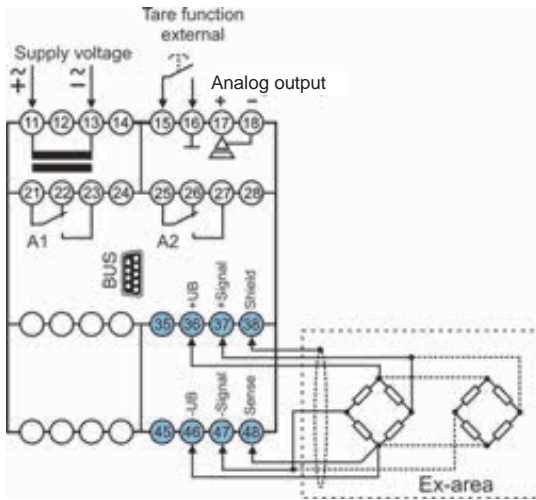 Tare function
external
Supply voltage
Analog output
+ ~ − ~ + −
11 12 13 14 15 16 17 18
21 22 23 24 25 26 27 28
A1 A2
BUS
+UB +Signal Shield
35 36 37 38
-UB -Signal Sense
45 46 47 48
Ex-area